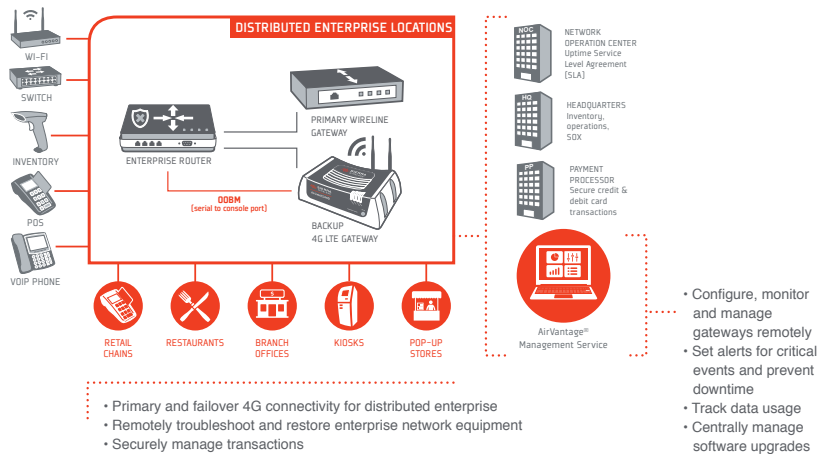 DISTRIBUTED ENTERPRISE LOCATIONS
WI-FI
SWITCH
INVENTORY
POS
VOIP PHONE
ENTERPRISE ROUTER
PRIMARY WIRELINE
GATEWAY
OOBM
[serial to console port]
BACKUP
4G LTE GATEWAY
RETAIL
CHAINS
RESTAURANTS
BRANCH
OFFICES
KIOSKS
POP-UP
STORES
NOC
NETWORK
OPERATION CENTER
Uptime Service
Level Agreement
[SLA]
HQ
HEADQUARTERS
Inventory,
operations,
SOX
PP
PAYMENT
PROCESSOR
Secure credit &
debit card
transactions
AirVantage®
Management Service
• Configure, monitor
and manage
gateways remotely
• Set alerts for critical
events and prevent
downtime
• Track data usage
• Centrally manage
software upgrades
• Primary and failover 4G connectivity for distributed enterprise
• Remotely troubleshoot and restore enterprise network equipment
• Securely manage transactions